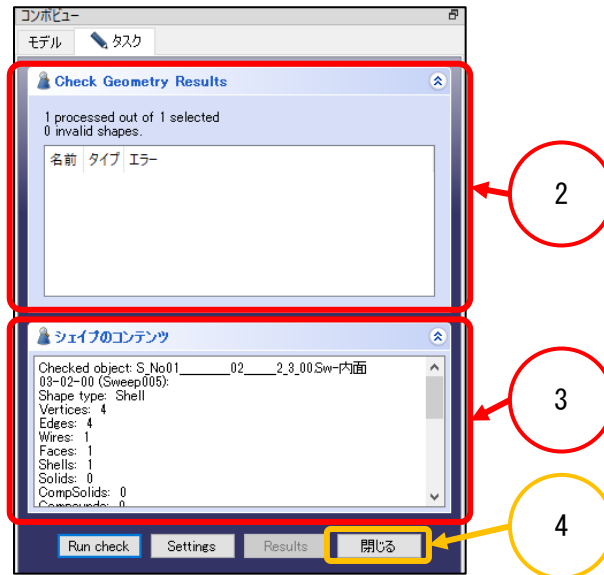 コンボビュー
モデル タスク
Check Geometry Results
1 processed out of 1 selected
0 invalid shapes.
名前 タイプ エラー
2
シェイプのコンテンツ
Checked object: S_No01______02____2_3_00.Sw-内面
03-02-00 (Sweep005):
Shape type: Shell
Vertices: 4
Edges: 4
Wires: 1
Faces: 1
Shells: 1
Solids: 0
CompSolids: 0
Compounds: 0
3
Run check Settings Results 閉じる
4